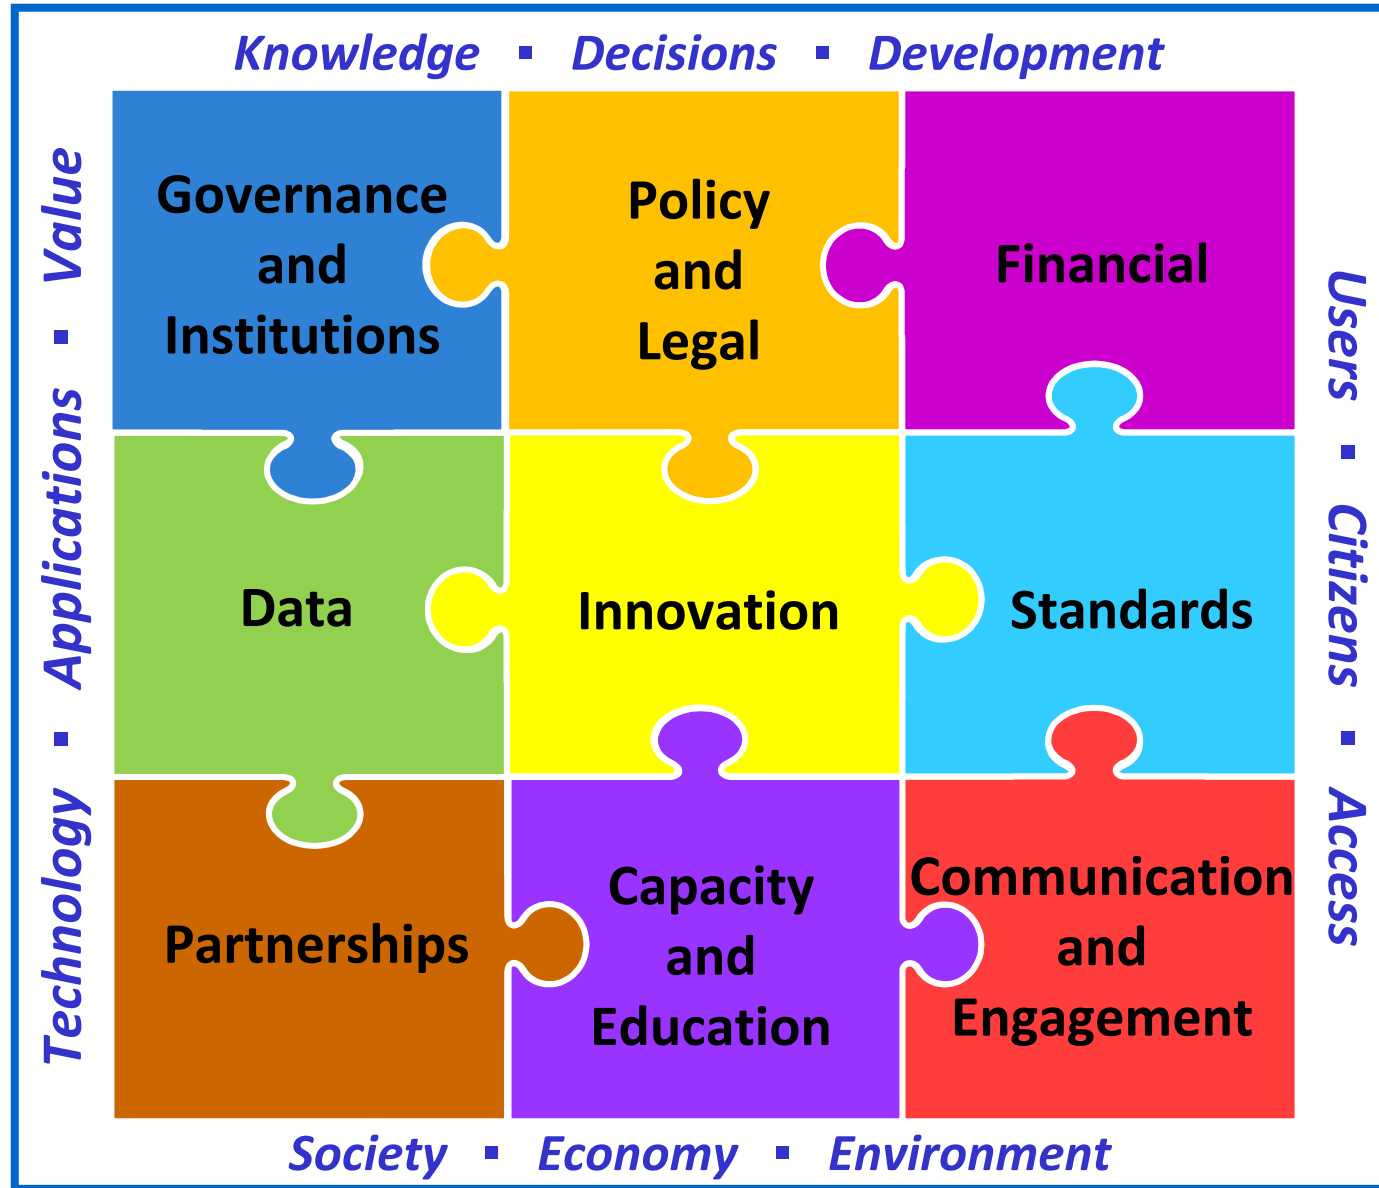 Knowledge ▪ Decisions ▪ Development
Technology ▪ Applications ▪ Value
Governance
and
Institutions
Policy
and
Legal
Financial
Data
Innovation
Standards
Partnerships
Capacity
and
Education
Communication
and
Engagement
Users ▪ Citizens ▪ Access
Society ▪ Economy ▪ Environment